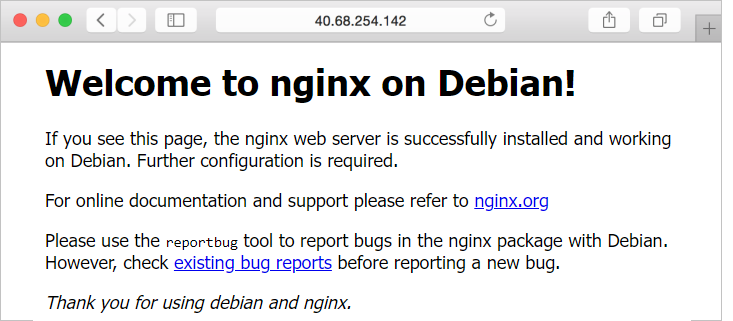 40.68.254.142
Welcome to nginx on Debian!
If you see this page, the nginx web server is successfully installed and working
on Debian. Further configuration is required.
For online documentation and support please refer to nginx.org
Please use the reportbug tool to report bugs in the nginx package with Debian.
However, check existing bug reports before reporting a new bug.
Thank you for using debian and nginx.